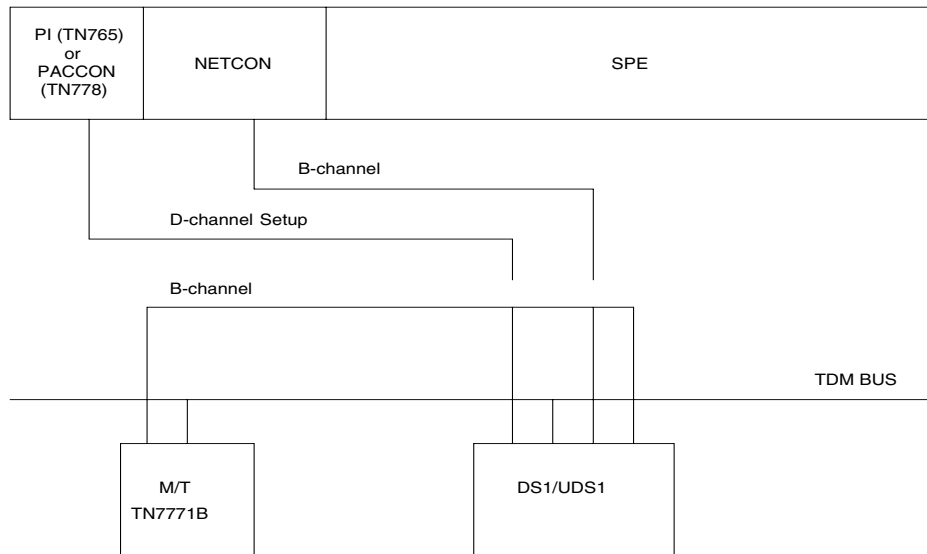 PI (TN765)
or
PACCON
(TN778)
NETCON
SPE
B-channel
D-channel Setup
B-channel
TDM BUS
M/T
TN7771B
DS1/UDS1